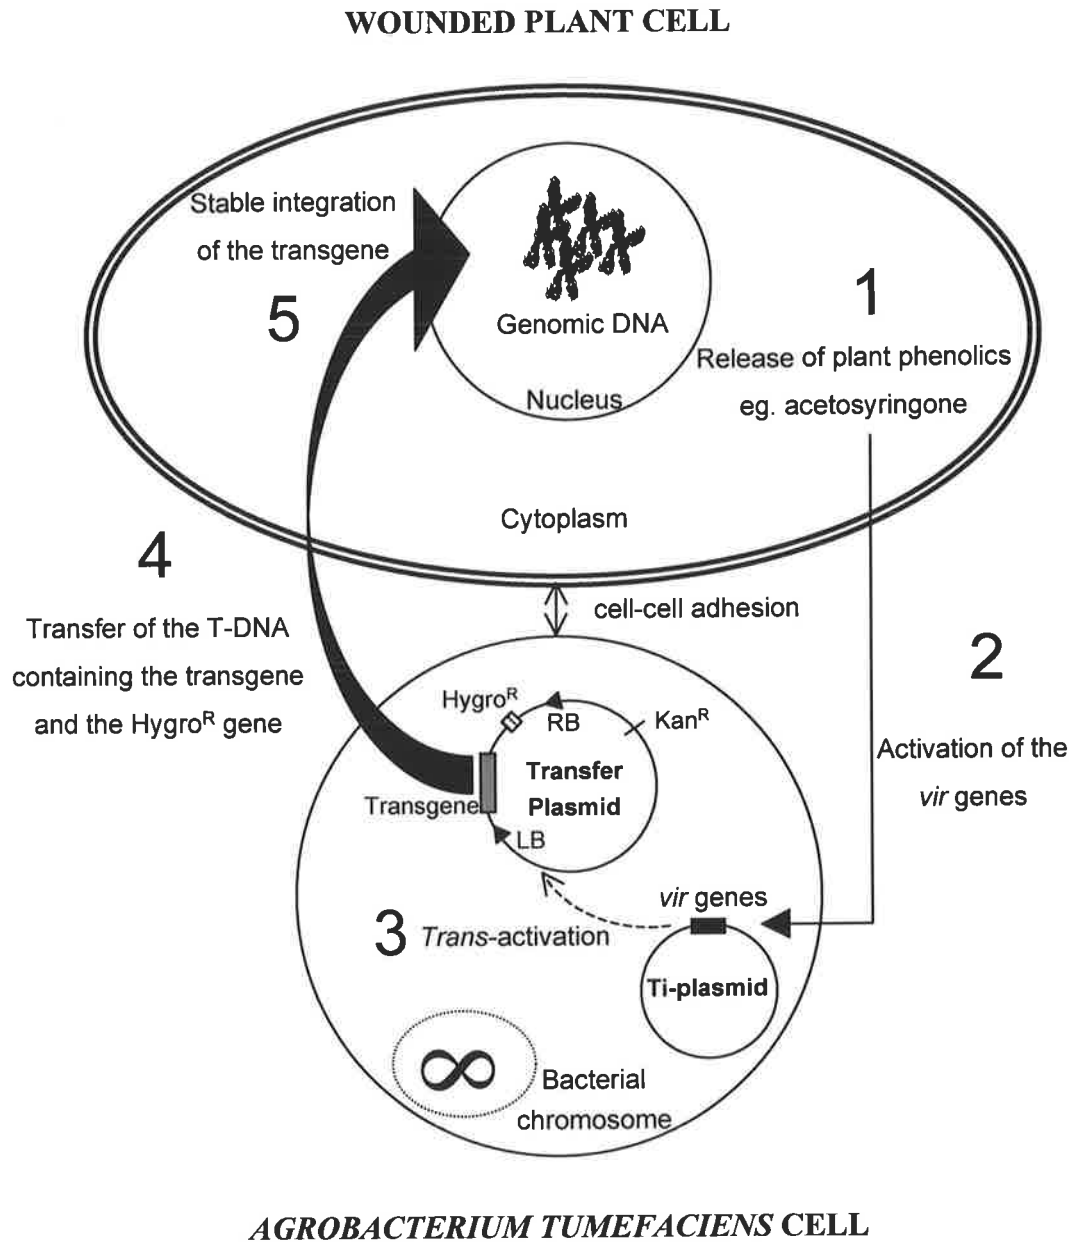 WOUNDED PLANT CELL
Stable integration
of the transgene
5
Genomic DNA
Nucleus
1
Release of plant phenolics
eg. acetosyringone
Cytoplasm
4
Transfer of the T-DNA
containing the transgene
and the Hygroᴿ gene
cell-cell adhesion
2
Activation of the
vir genes
Hygroᴿ
RB
Kanᴿ
Transfer
Plasmid
Transgene
LB
vir genes
3
Trans-activation
Ti-plasmid
Bacterial
chromosome
AGROBACTERIUM TUMEFACIENS CELL